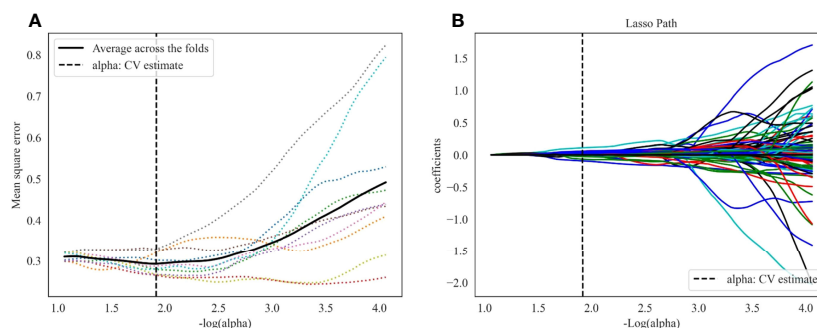 A
0.8
0.7
0.6
0.5
0.4
0.3
Mean square error
Average across the folds
alpha: CV estimate
1.0 1.5 2.0 2.5 3.0 3.5 4.0
-log(alpha)
B
Lasso Path
1.5
1.0
0.5
0.0
−0.5
−1.0
−1.5
−2.0
coefficients
alpha: CV estimate
1.0 1.5 2.0 2.5 3.0 3.5 4.0
-Log(alpha)